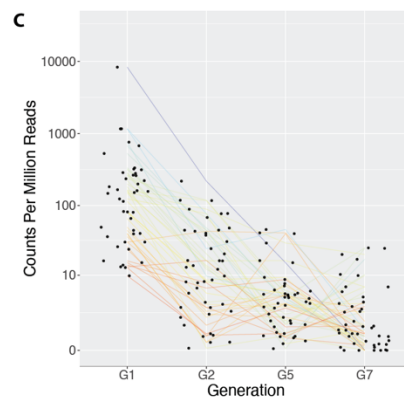 C
Counts Per Million Reads
10000
1000
100
10
0
G1 G2 G5 G7
Generation